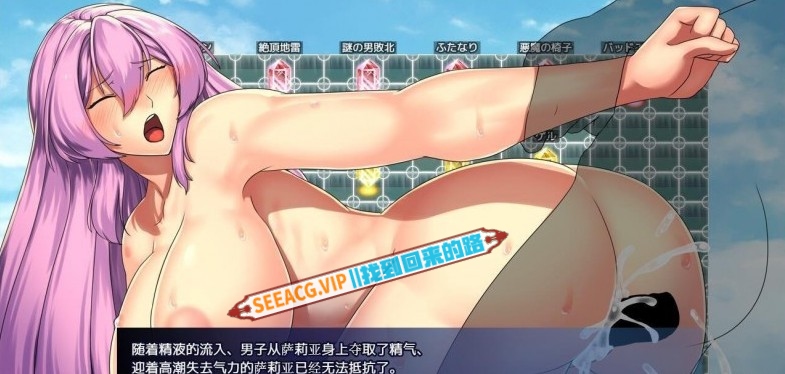 絶頂地雷
謎の男敗北
ふたなり
悪魔の椅子
SEEACG.VIP||找到回来的路
随着精液的流入、男子从萨莉亚身上夺取了精气、
迎着高潮失去气力的萨莉亚已经无法抵抗了。